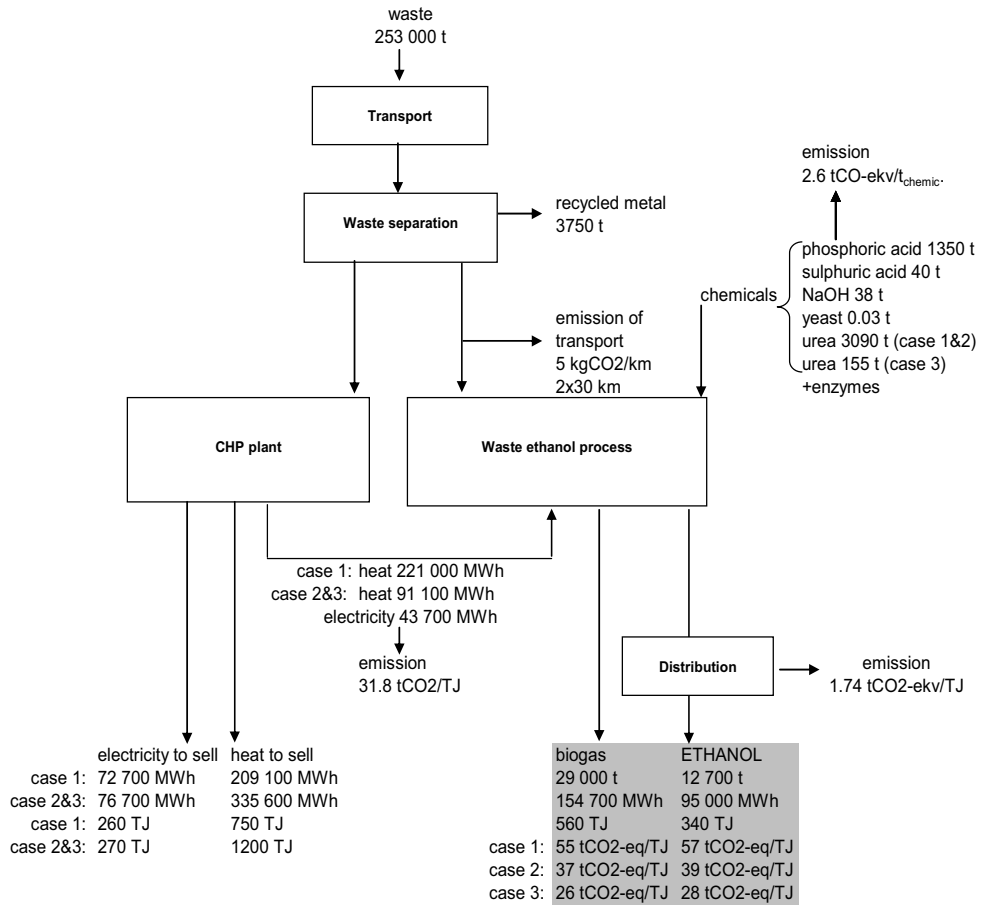 waste
253 000 t
Transport
emission
2.6 tCO-ekv/tchemic.
Waste separation
recycled metal
3750 t
chemicals
phosphoric acid 1350 t
sulphuric acid 40 t
NaOH 38 t
yeast 0.03 t
urea 3090 t (case 1&2)
urea 155 t (case 3)
+enzymes
emission of
transport
5 kgCO2/km
2x30 km
CHP plant
Waste ethanol process
case 1: heat 221 000 MWh
case 2&3: heat 91 100 MWh
electricity 43 700 MWh
emission
31.8 tCO2/TJ
Distribution
emission
1.74 tCO2-ekv/TJ
electricity to sell heat to sell
case 1: 72 700 MWh 209 100 MWh
case 2&3: 76 700 MWh 335 600 MWh
case 1: 260 TJ 750 TJ
case 2&3: 270 TJ 1200 TJ
biogas ETHANOL
29 000 t 12 700 t
154 700 MWh 95 000 MWh
560 TJ 340 TJ
case 1: 55 tCO2-eq/TJ 57 tCO2-eq/TJ
case 2: 37 tCO2-eq/TJ 39 tCO2-eq/TJ
case 3: 26 tCO2-eq/TJ 28 tCO2-eq/TJ